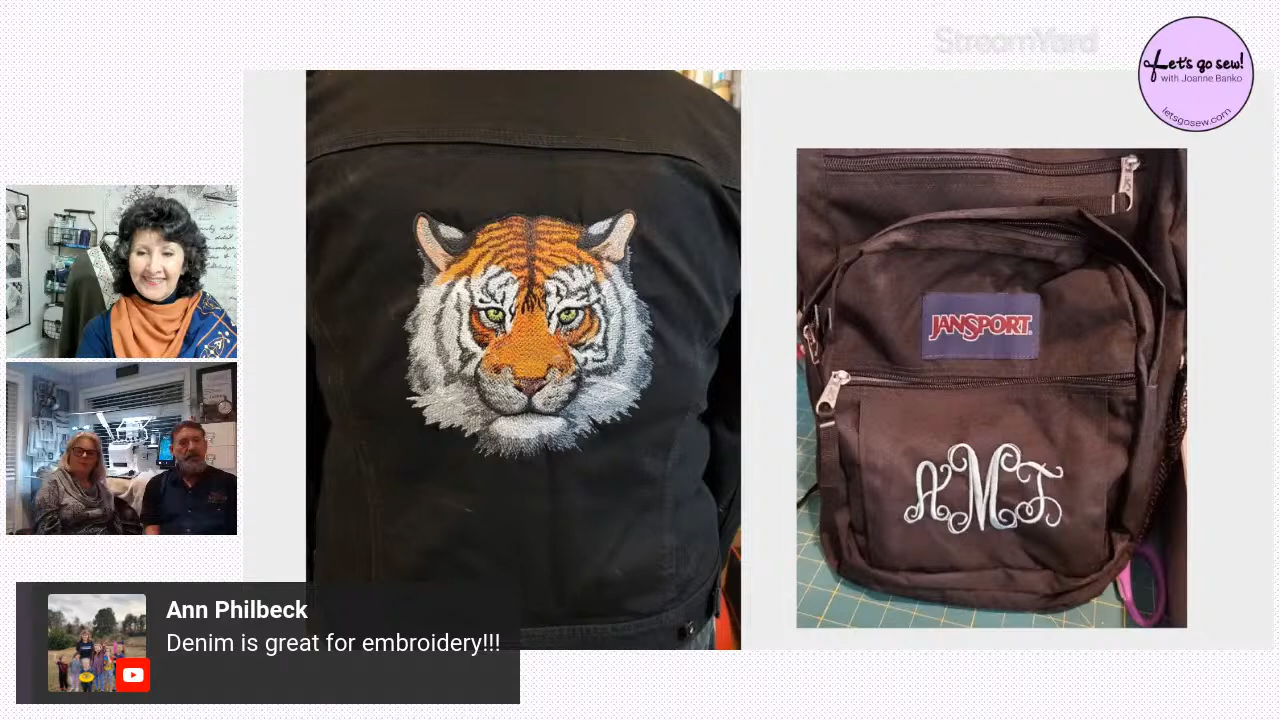 StreamYard
Let's go sew!
with Joanne Banko
letsgosew.com
JANSPORT
AMT
Ann Philbeck
Denim is great for embroidery!!!